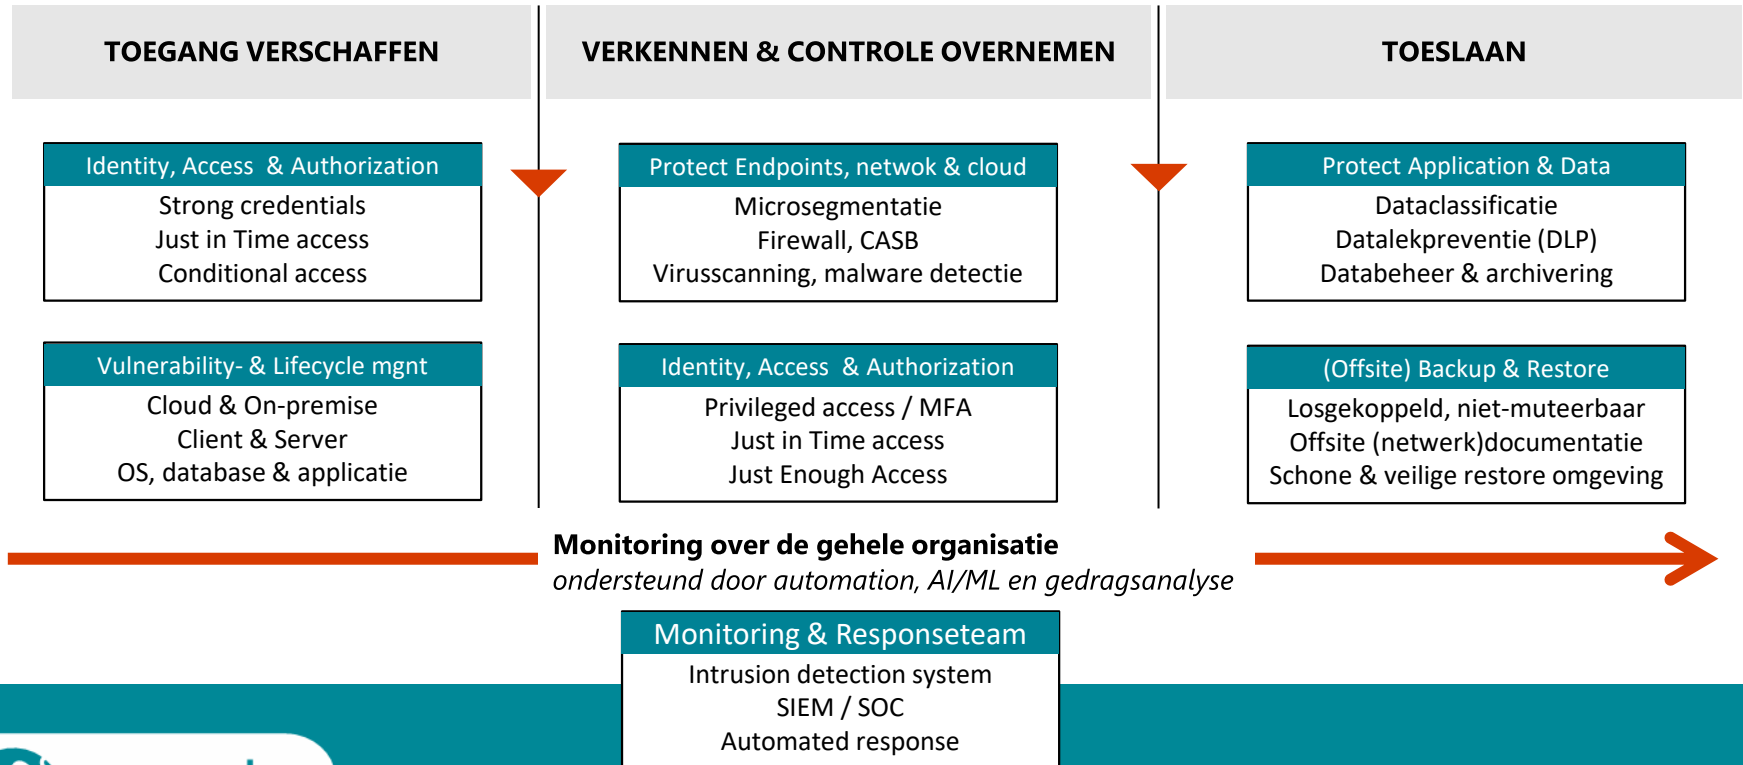 TOEGANG VERSCHAFFEN
VERKENNEN & CONTROLE OVERNEMEN
TOESLAAN
Identity, Access & Authorization
Strong credentials
Just in Time access
Conditional access
Vulnerability- & Lifecycle mgnt
Cloud & On-premise
Client & Server
OS, database & applicatie
Protect Endpoints, netwok & cloud
Microsegmentatie
Firewall, CASB
Virusscanning, malware detectie
Identity, Access & Authorization
Privileged access / MFA
Just in Time access
Just Enough Access
Protect Application & Data
Dataclassificatie
Datalekpreventie (DLP)
Databeheer & archivering
(Offsite) Backup & Restore
Losgekoppeld, niet-muteerbaar
Offsite (netwerk)documentatie
Schone & veilige restore omgeving
Monitoring over de gehele organisatie
ondersteund door automation, AI/ML en gedragsanalyse
Monitoring & Responseteam
Intrusion detection system
SIEM / SOC
Automated response